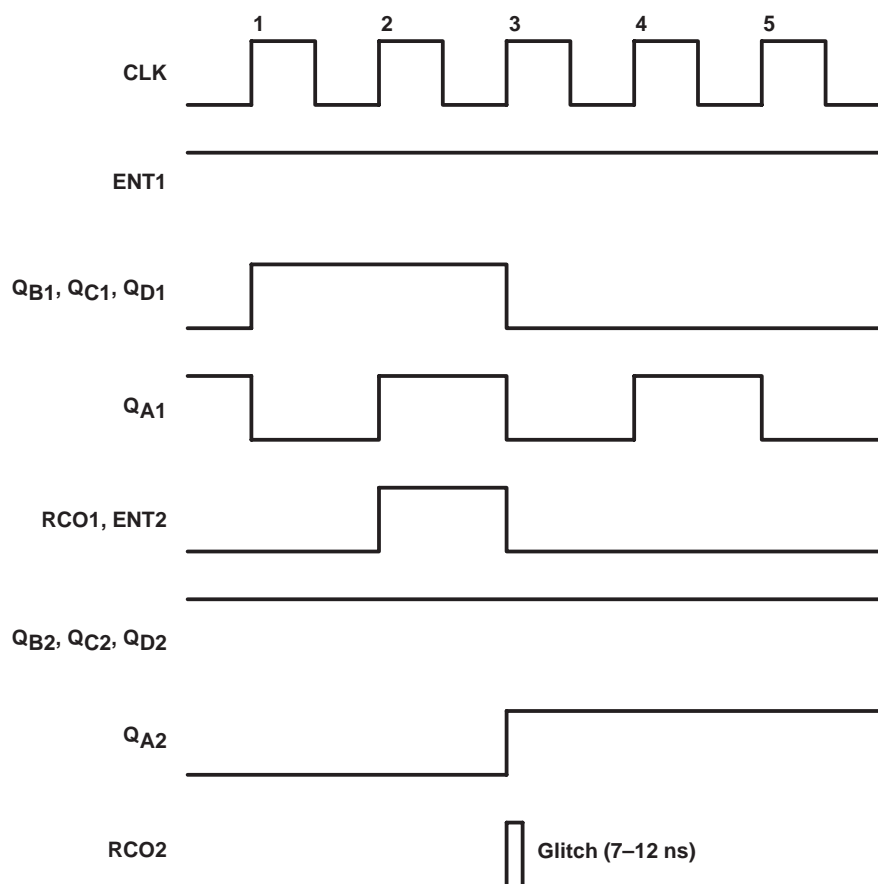 1 2 3 4 5
CLK
ENT1
QB1, QC1, QD1
QA1
RCO1, ENT2
QB2, QC2, QD2
QA2
RCO2 Glitch (7–12 ns)